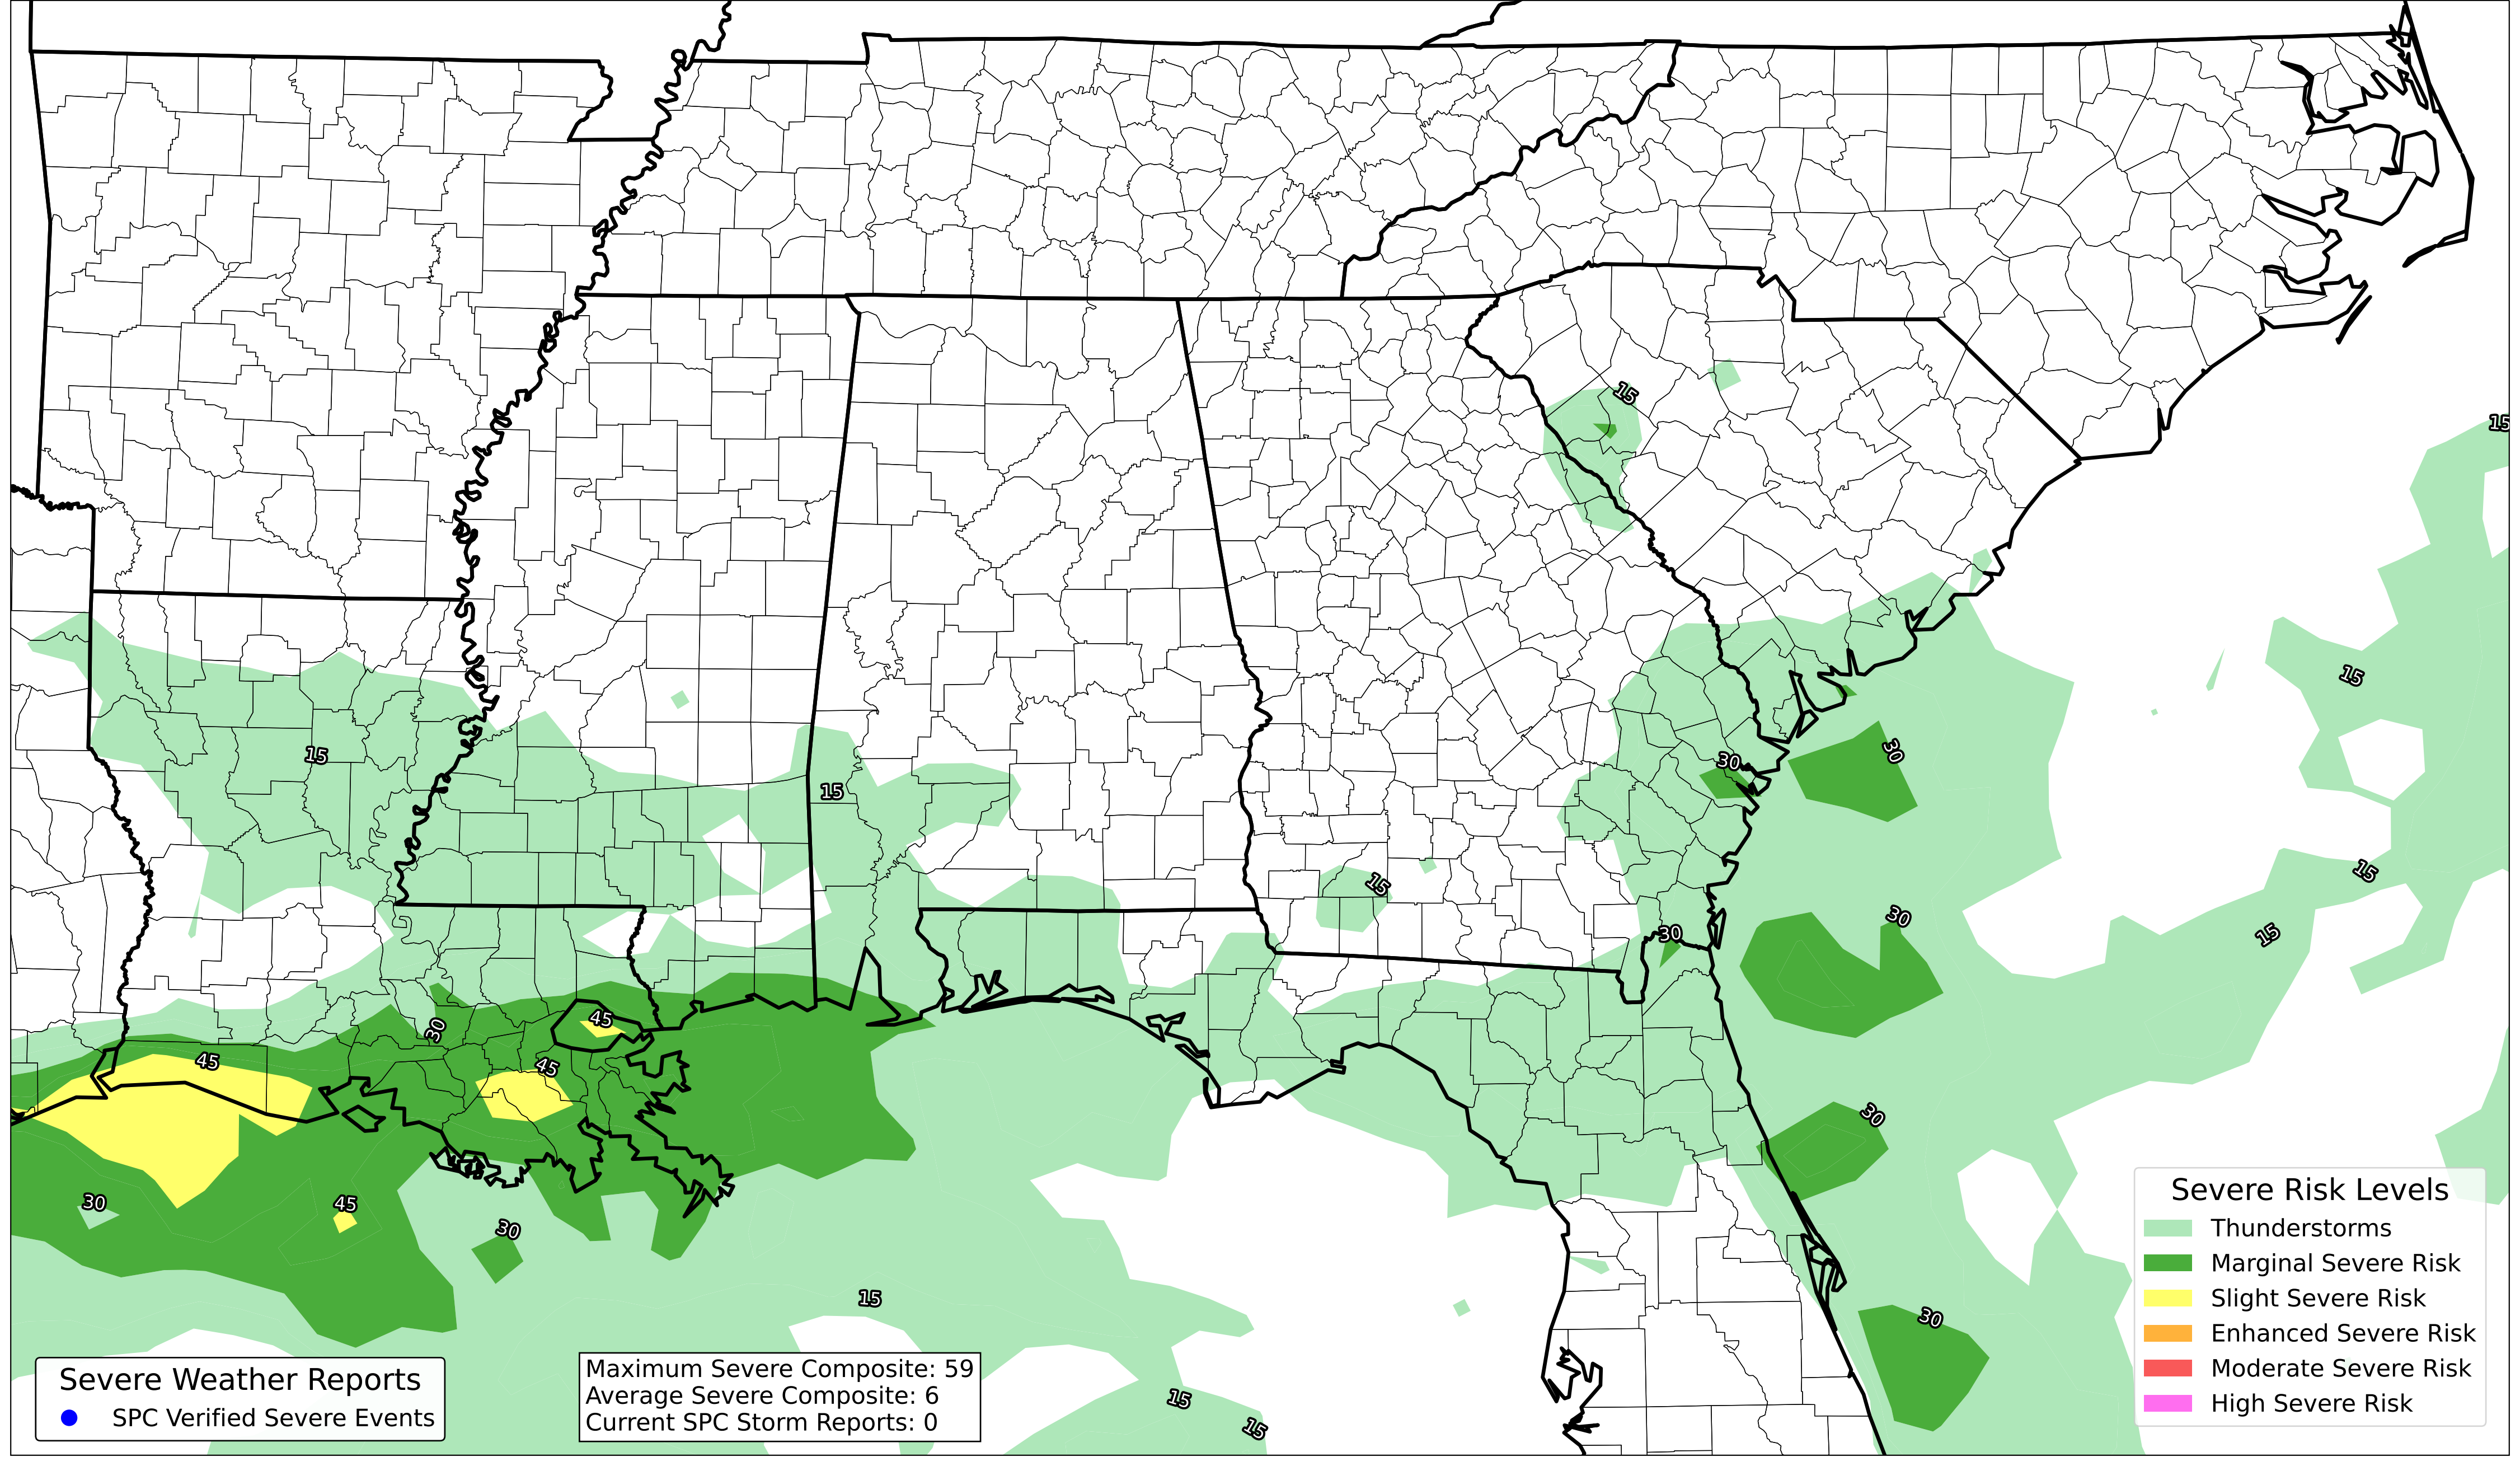 15
15
15
15
30
30
15
15
15
30
30
15
45
30
45
45
30
30
45
30
15
30
15
15
Severe Risk Levels
Thunderstorms
Marginal Severe Risk
Slight Severe Risk
Enhanced Severe Risk
Moderate Severe Risk
High Severe Risk
Severe Weather Reports
SPC Verified Severe Events
Maximum Severe Composite: 59
Average Severe Composite: 6
Current SPC Storm Reports: 0